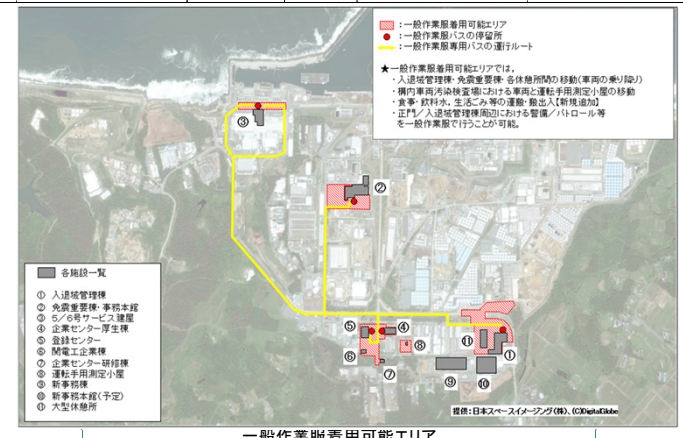 :一般作業服着用可能エリア
:一般作業服バスの停留所
:一般作業服専用バスの運行ルート
★一般作業服着用可能エリアでは,
・入退域管理棟・免震重要棟・各休憩所間の移動(車両の乗り降り)
・構内車両汚染検査場における車両と運転手用測定小屋の移動
・食事・飲料水,生活ごみ等の運搬・搬出入【新規追加】
・正門/入退域管理棟周辺における警備/パトロール等
を一般作業服で行うことが可能。
③
②
⑤
④
⑥
⑧
⑦
⑪
①
⑨
⑩
各施設一覧
① 入退域管理棟
② 免震重要棟・事務本館
③ 5/6号サービス建屋
④ 企業センター厚生棟
⑤ 登録センター
⑥ 関電工企業棟
⑦ 企業センター研修棟
⑧ 運転手用測定小屋
⑨ 新事務棟
⑩ 新事務本館(予定)
⑪ 大型休憩所
提供:日本スペースイメージング(株)、(C)DigitalGlobe
一般作業服着用可能エリア